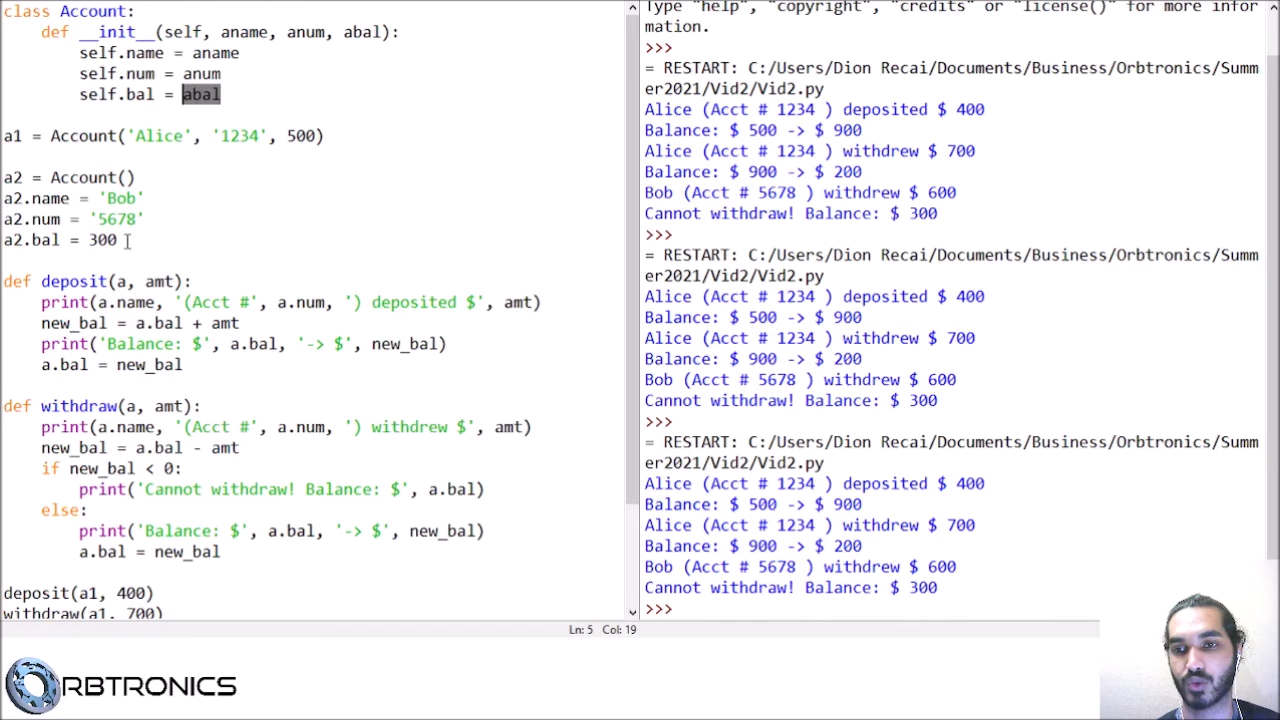 class Account:
    def __init__(self, aname, anum, abal):
        self.name = aname
        self.num = anum
        self.bal = abal
a1 = Account('Alice', '1234', 500)
a2 = Account()
a2.name = 'Bob'
a2.num = '5678'
a2.bal = 300
def deposit(a, amt):
    print(a.name, '(Acct #', a.num, ') deposited $', amt)
    new_bal = a.bal + amt
    print('Balance: $', a.bal, '-> $', new_bal)
    a.bal = new_bal
def withdraw(a, amt):
    print(a.name, '(Acct #', a.num, ') withdrew $', amt)
    new_bal = a.bal - amt
    if new_bal < 0:
        print('Cannot withdraw! Balance: $', a.bal)
    else:
        print('Balance: $', a.bal, '-> $', new_bal)
        a.bal = new_bal
deposit(a1, 400)
withdraw(a1, 700)
Type "help", "copyright", "credits" or "license()" for more infor
mation.
>>>
= RESTART: C:/Users/Dion Recai/Documents/Business/Orbtronics/Summ
er2021/Vid2/Vid2.py
Alice (Acct # 1234 ) deposited $ 400
Balance: $ 500 -> $ 900
Alice (Acct # 1234 ) withdrew $ 700
Balance: $ 900 -> $ 200
Bob (Acct # 5678 ) withdrew $ 600
Cannot withdraw! Balance: $ 300
>>>
= RESTART: C:/Users/Dion Recai/Documents/Business/Orbtronics/Summ
er2021/Vid2/Vid2.py
Alice (Acct # 1234 ) deposited $ 400
Balance: $ 500 -> $ 900
Alice (Acct # 1234 ) withdrew $ 700
Balance: $ 900 -> $ 200
Bob (Acct # 5678 ) withdrew $ 600
Cannot withdraw! Balance: $ 300
>>>
= RESTART: C:/Users/Dion Recai/Documents/Business/Orbtronics/Summ
er2021/Vid2/Vid2.py
Alice (Acct # 1234 ) deposited $ 400
Balance: $ 500 -> $ 900
Alice (Acct # 1234 ) withdrew $ 700
Balance: $ 900 -> $ 200
Bob (Acct # 5678 ) withdrew $ 600
Cannot withdraw! Balance: $ 300
>>>
Ln: 5 Col: 19
ORBTRONICS